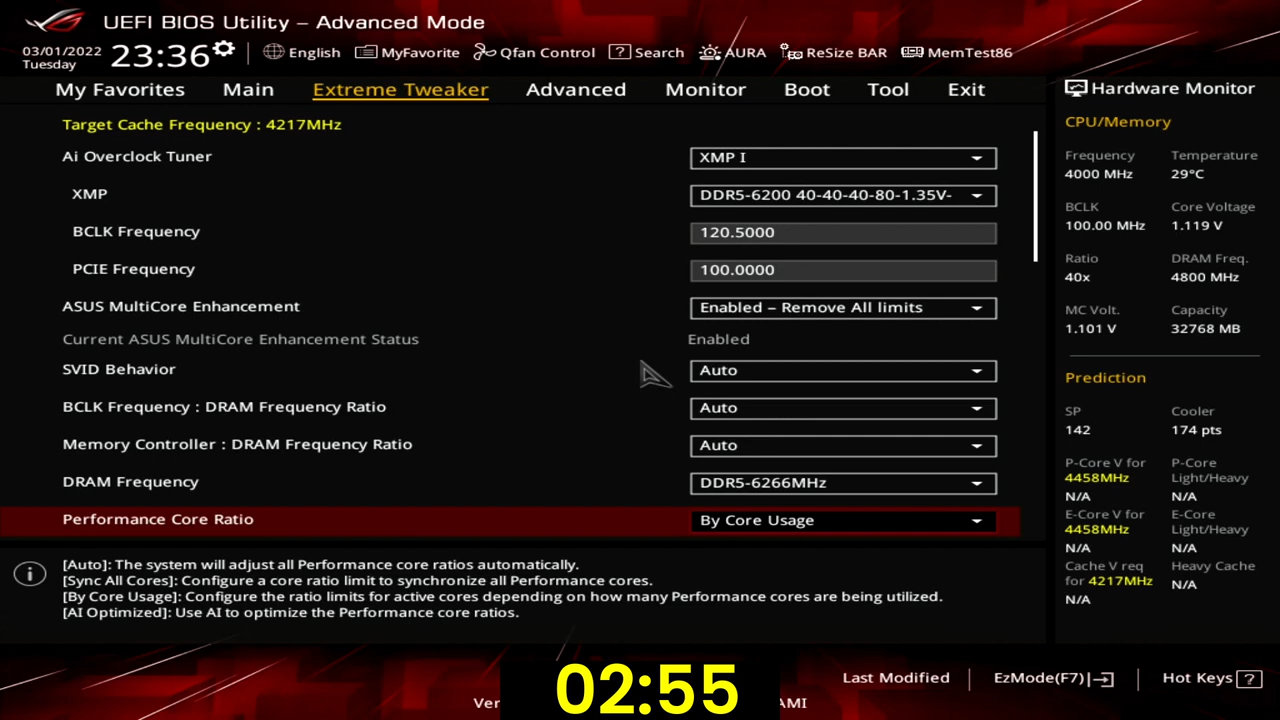 UEFI BIOS Utility – Advanced Mode
03/01/2022
Tuesday
23:36
English
MyFavorite
Qfan Control
? Search
AURA
ReSize BAR
MemTest86
My Favorites
Main
Extreme Tweaker
Advanced
Monitor
Boot
Tool
Exit
Target Cache Frequency : 4217MHz
Ai Overclock Tuner
XMP I
XMP
DDR5-6200 40-40-40-80-1.35V-
BCLK Frequency
120.5000
PCIE Frequency
100.0000
ASUS MultiCore Enhancement
Enabled – Remove All limits
Current ASUS MultiCore Enhancement Status
Enabled
SVID Behavior
Auto
BCLK Frequency : DRAM Frequency Ratio
Auto
Memory Controller : DRAM Frequency Ratio
Auto
DRAM Frequency
DDR5-6266MHz
Performance Core Ratio
By Core Usage
[Auto]: The system will adjust all Performance core ratios automatically.
[Sync All Cores]: Configure a core ratio limit to synchronize all Performance cores.
[By Core Usage]: Configure the ratio limits for active cores depending on how many Performance cores are being utilized.
[AI Optimized]: Use AI to optimize the Performance core ratios.
Hardware Monitor
CPU/Memory
Frequency
Temperature
4000 MHz
29°C
BCLK
Core Voltage
100.00 MHz
1.119 V
Ratio
DRAM Freq.
40x
4800 MHz
MC Volt.
Capacity
1.101 V
32768 MB
Prediction
SP
Cooler
142
174 pts
P-Core V for
4458MHz
P-Core
Light/Heavy
N/A
N/A
E-Core V for
4458MHz
E-Core
Light/Heavy
N/A
N/A
Cache V req
for 4217MHz
Heavy Cache
N/A
N/A
02:55
Last Modified
EzMode(F7)
Hot Keys ?
Ver
AMI